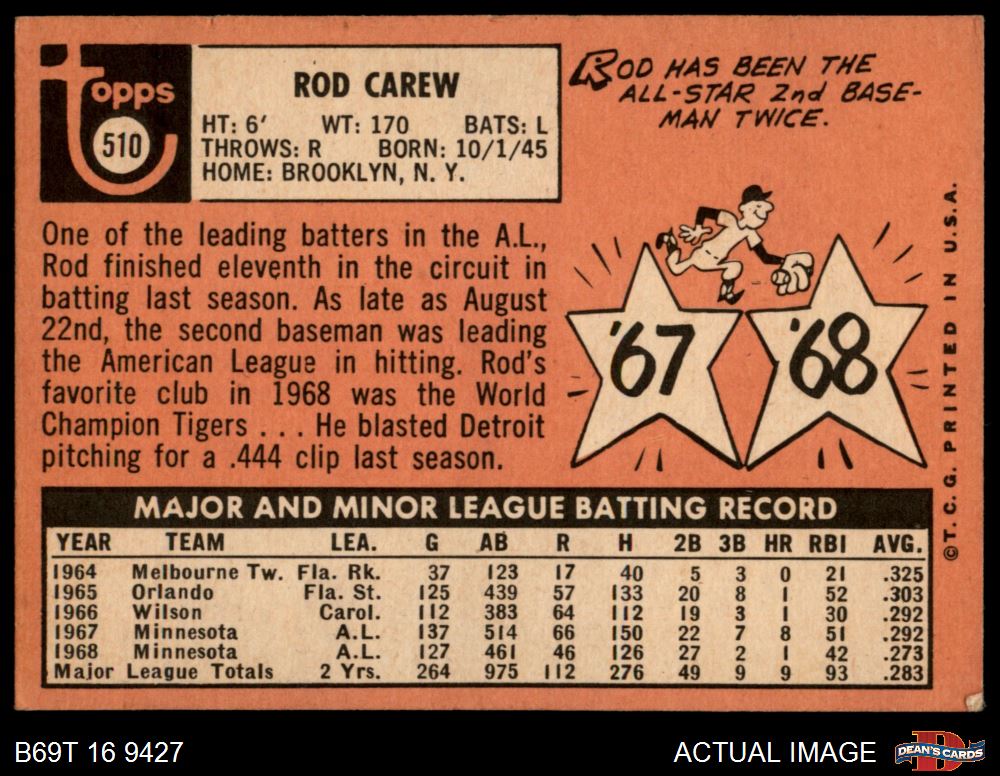 Topps
510
ROD CAREW
HT: 6' WT: 170 BATS: L
THROWS: R BORN: 10/1/45
HOME: BROOKLYN, N. Y.
ROD HAS BEEN THE
ALL-STAR 2nd BASE-
MAN TWICE.
One of the leading batters in the A.L.,
Rod finished eleventh in the circuit in
batting last season. As late as August
22nd, the second baseman was leading
the American League in hitting. Rod's
favorite club in 1968 was the World
Champion Tigers . . . He blasted Detroit
pitching for a .444 clip last season.
'67
'68
©T. C. G. PRINTED IN U.S.A.
MAJOR AND MINOR LEAGUE BATTING RECORD
YEAR TEAM LEA. G AB R H 2B 3B HR RBI AVG.
1964 Melbourne Tw. Fla. Rk. 37 123 17 40 5 3 0 21 .325
1965 Orlando Fla. St. 125 439 57 133 20 8 1 52 .303
1966 Wilson Carol. 112 383 64 112 19 3 1 30 .292
1967 Minnesota A.L. 137 514 66 150 22 7 8 51 .292
1968 Minnesota A.L. 127 461 46 126 27 2 1 42 .273
Major League Totals 2 Yrs. 264 975 112 276 49 9 9 93 .283
B69T 16 9427
ACTUAL IMAGE
DEAN'S CARDS